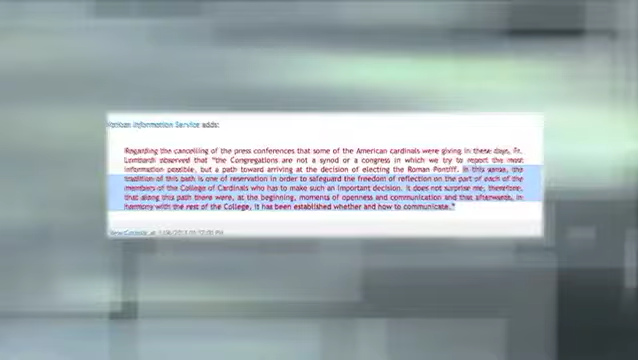 Vatican Information Service adds:
Regarding the cancelling of the press conferences that some of the American cardinals were giving in these days, Fr.
Lombardi observed that "the Congregations are not a synod or a congress in which we try to report the most
information possible, but a path toward arriving at the decision of electing the Roman Pontiff. In this sense, the
tradition of this path is one of reservation in order to safeguard the freedom of reflection on the part of each of the
members of the College of Cardinals who has to make such an important decision. It does not surprise me, therefore,
that along this path there were, at the beginning, moments of openness and communication and that afterwards, in
harmony with the rest of the College, it has been established whether and how to communicate."